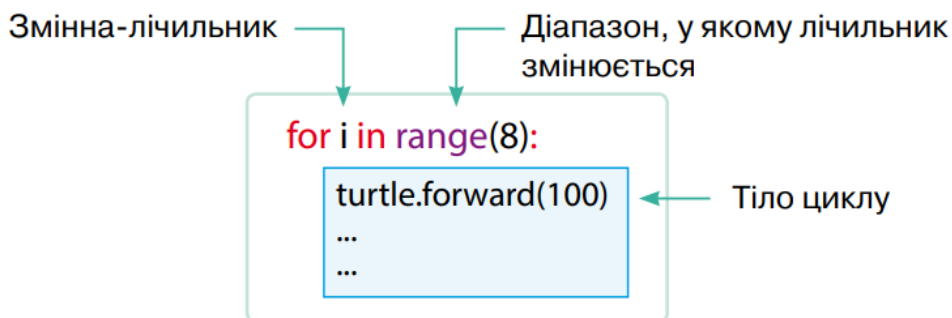 Змінна-лічильник
Діапазон, у якому лічильник
змінюється
for i in range(8):
turtle.forward(100)
...
...
Тіло циклу